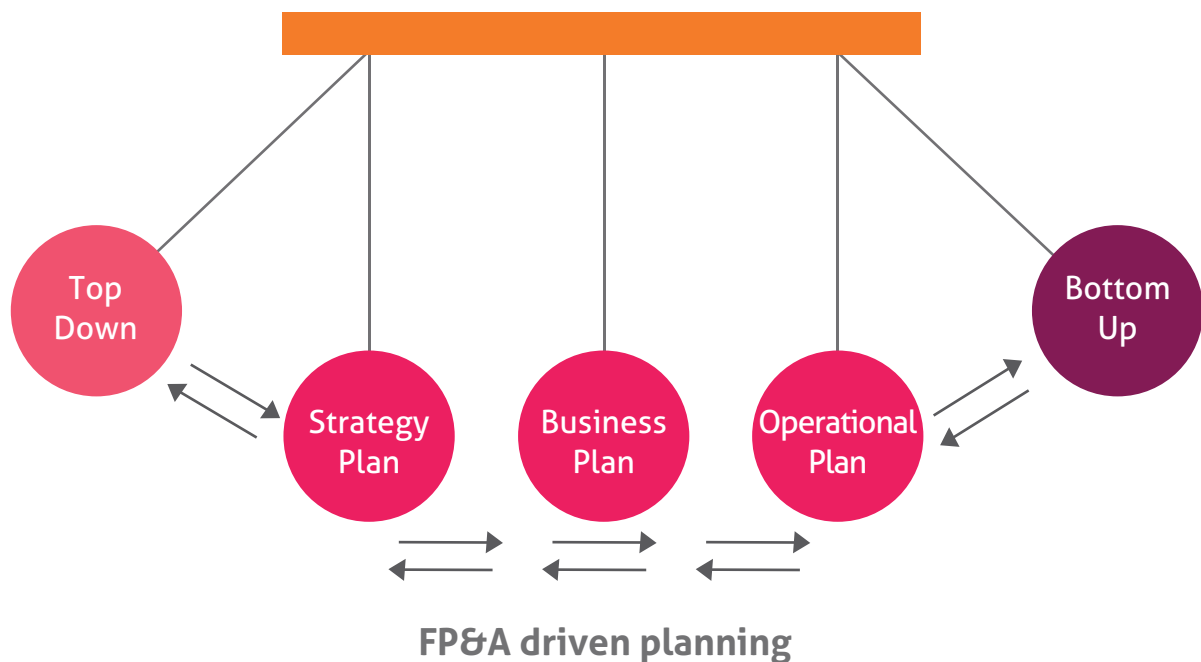 Top
Down
Bottom
Up
Strategy
Plan
Business
Plan
Operational
Plan
FP&A driven planning